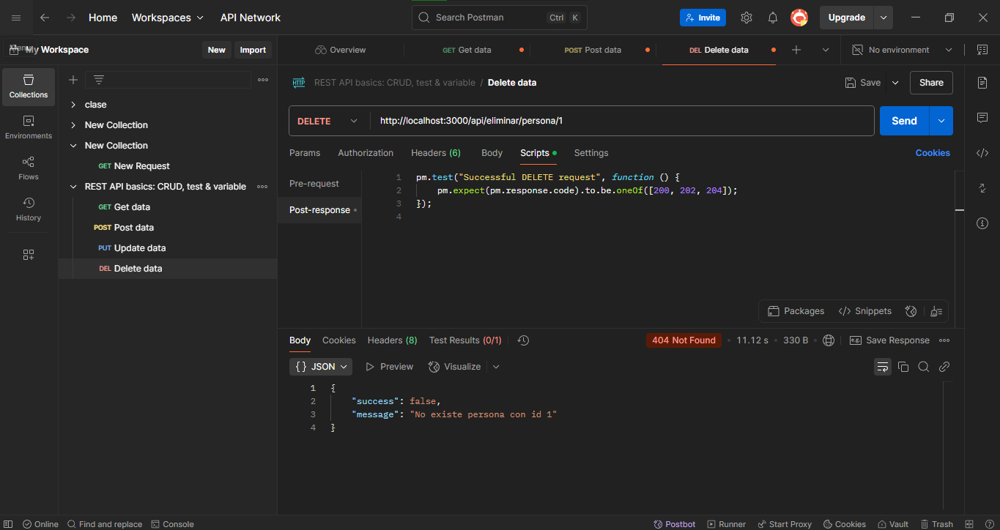 Home Workspaces API Network Search Postman Ctrl K Invite Upgrade
My Workspace New Import Overview GET Get data POST Post data DEL Delete data No environment
Collections
Environments
Flows
History
clase
New Collection
New Collection
GET New Request
REST API basics: CRUD, test & variable
GET Get data
POST Post data
PUT Update data
DEL Delete data
HTTP REST API basics: CRUD, test & variable / Delete data Save Share
DELETE http://localhost:3000/api/eliminar/persona/1 Send
Params Authorization Headers (6) Body Scripts Settings Cookies
Pre-request
Post-response
1 pm.test("Successful DELETE request", function () {
2 pm.expect(pm.response.code).to.be.oneOf([200, 202, 204]);
3 });
4
Packages </> Snippets
Body Cookies Headers (8) Test Results (0/1) 404 Not Found 11.12 s 330 B e.g. Save Response
{} JSON Preview Visualize
1 {
2 "success": false,
3 "message": "No existe persona con id 1"
4 }
Online Find and replace Console Postbot Runner Start Proxy Cookies Vault Trash